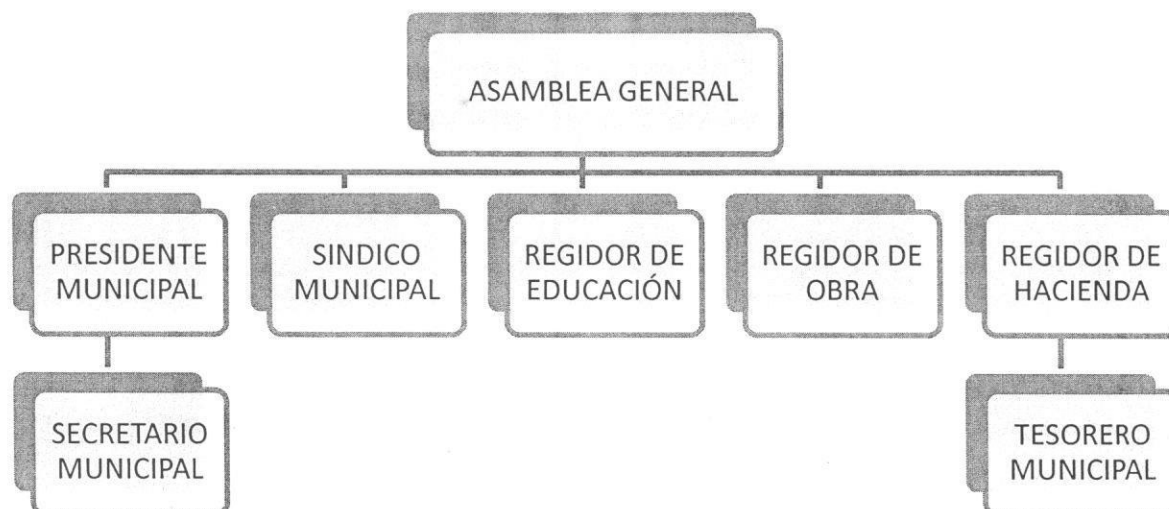 ASAMBLEA GENERAL
PRESIDENTE
MUNICIPAL
SINDICO
MUNICIPAL
REGIDOR DE
EDUCACIÓN
REGIDOR DE
OBRA
REGIDOR DE
HACIENDA
SECRETARIO
MUNICIPAL
TESORERO
MUNICIPAL